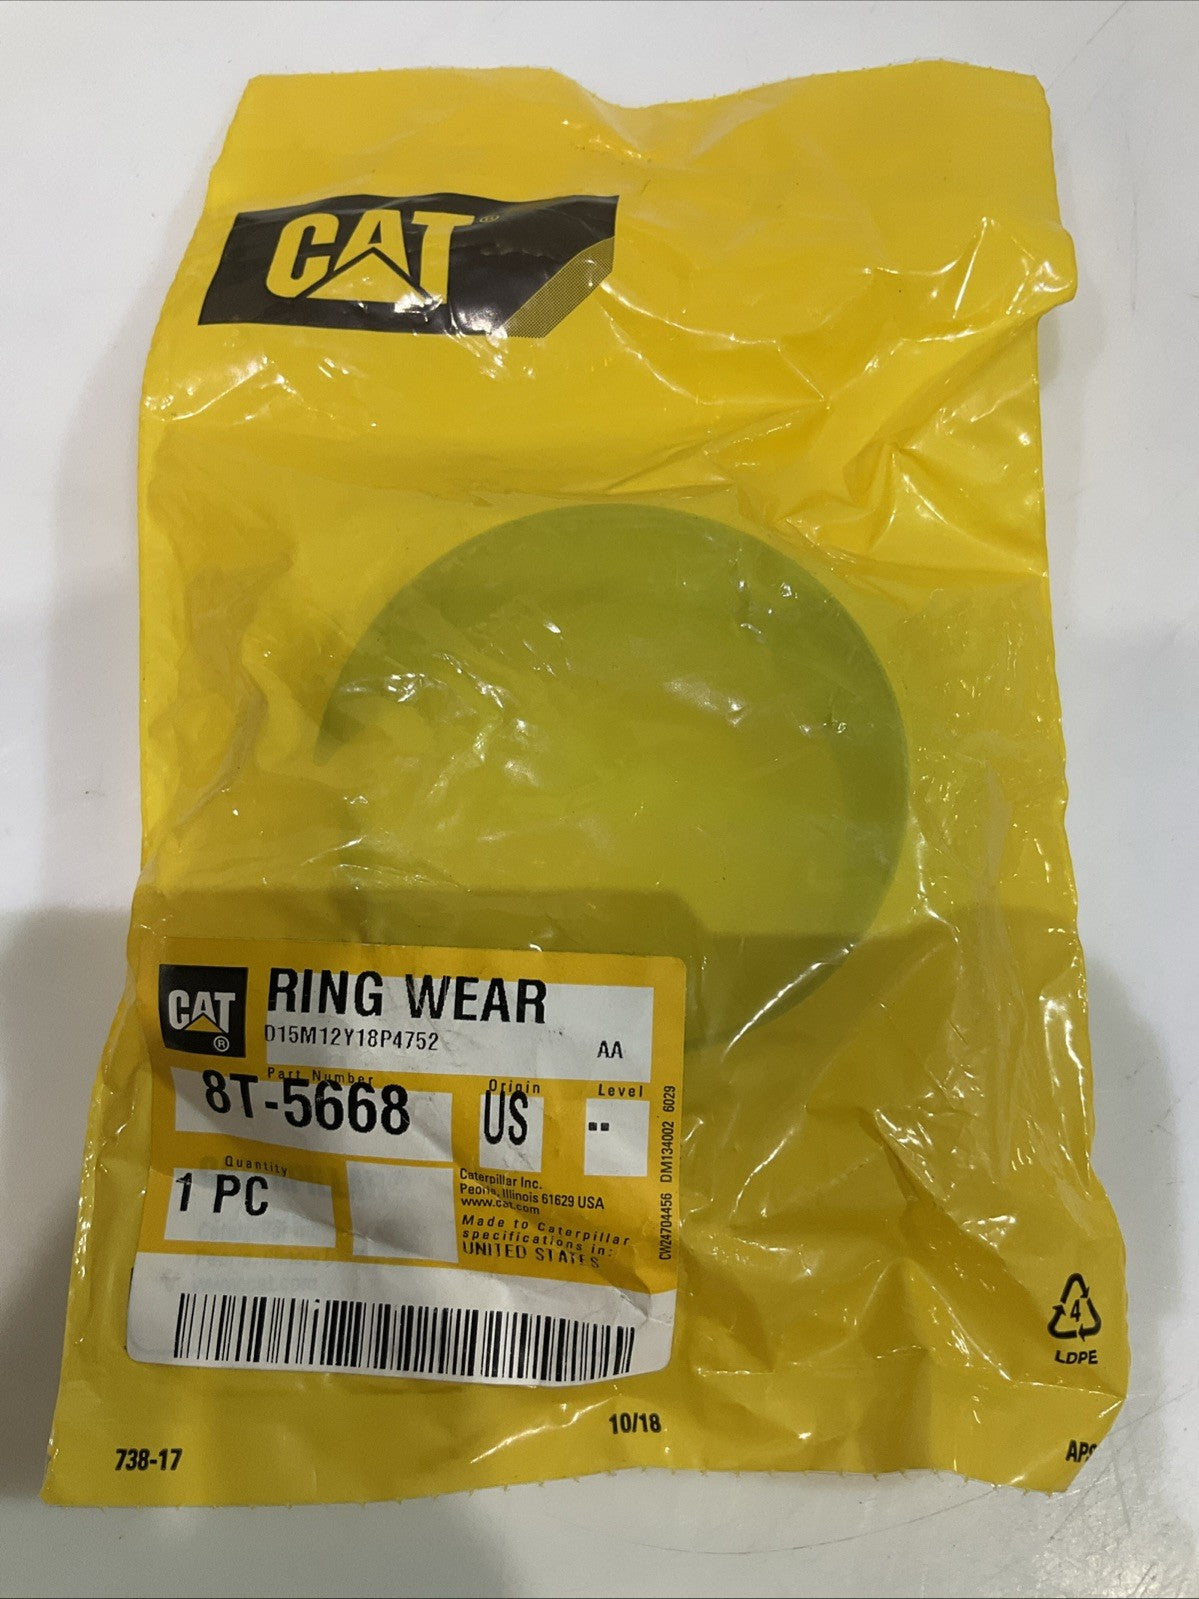 CAT®
CAT®
RING WEAR
D15M12Y18P4752
AA
Part Number
8T-5668
Origin
US
Level
--
Quantity
1 PC
Caterpillar Inc.
Peoria, Illinois 61629 USA
www.cat.com
Made to Caterpillar
specifications in:
UNITED STATES
CW24704456 DM134002 6029
4
LDPE
738-17
10/18